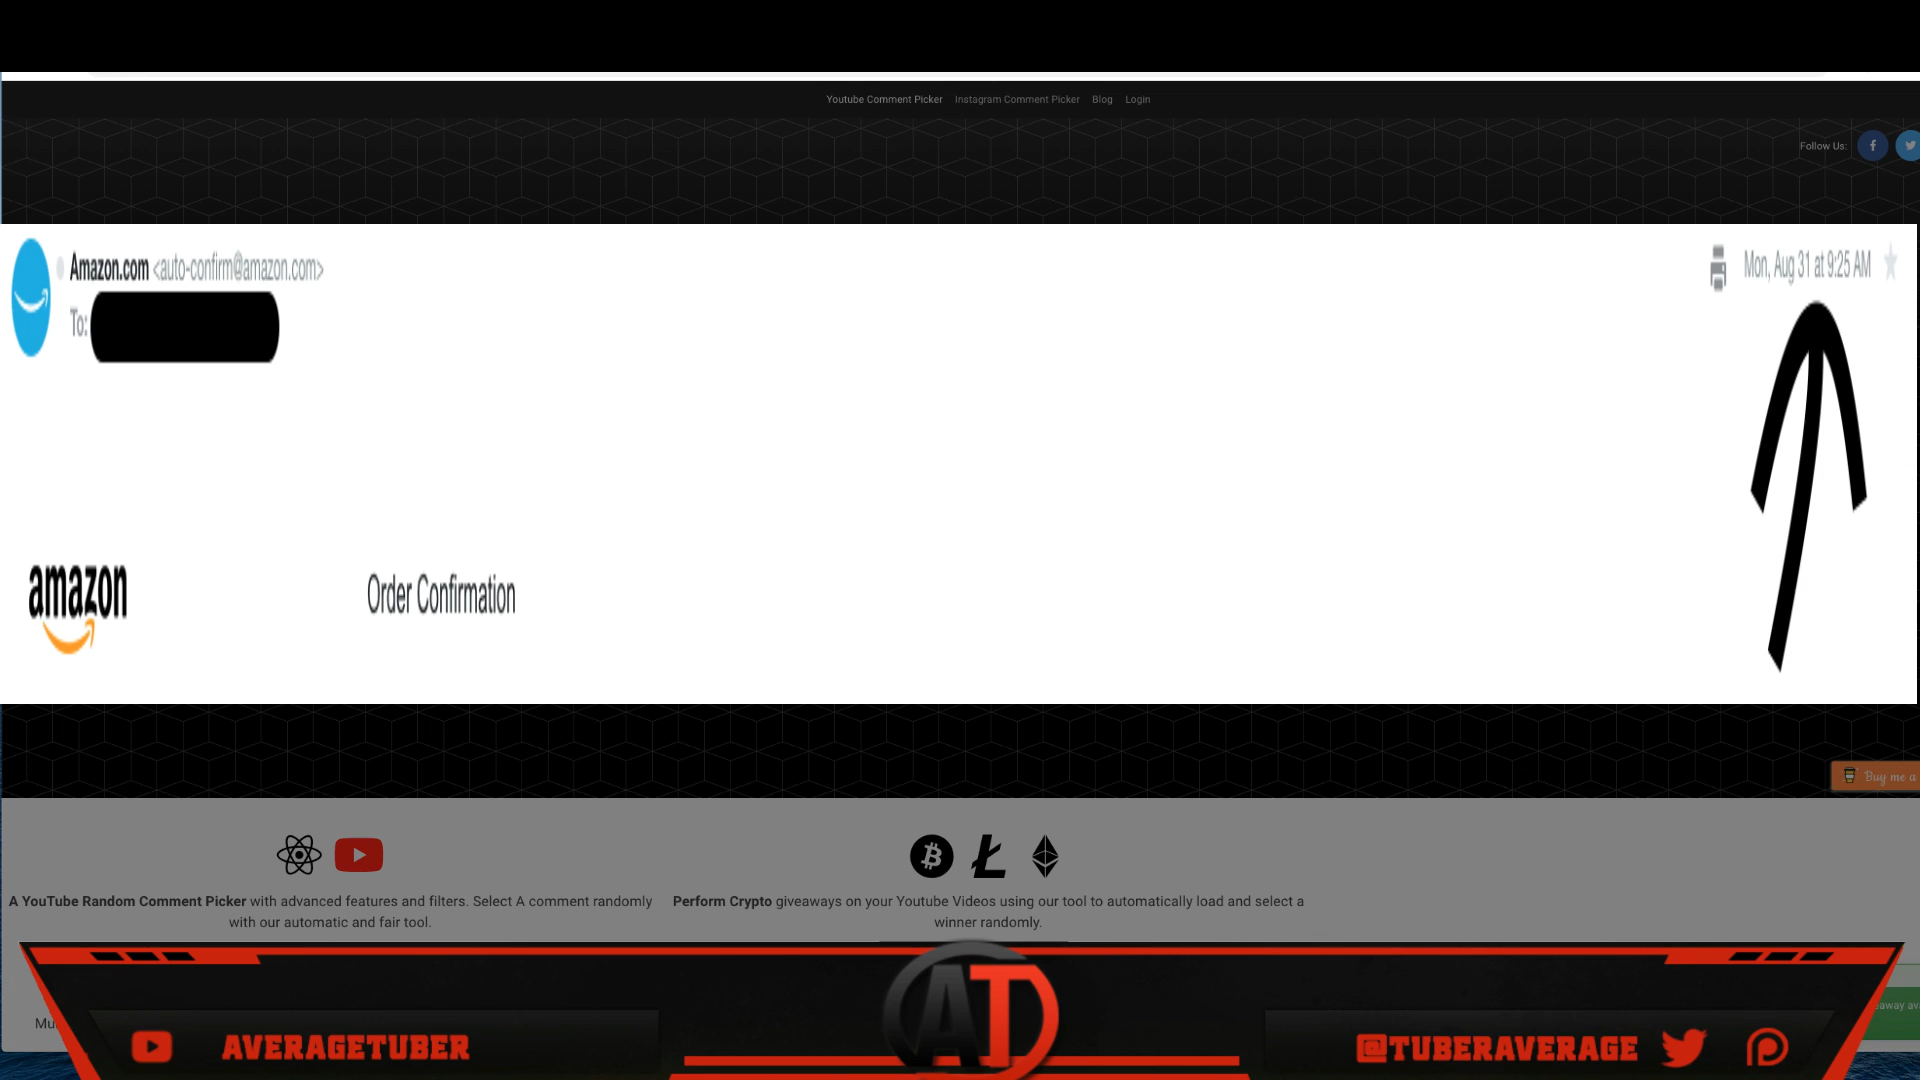 Youtube Comment Picker Instagram Comment Picker Blog Login
Follow Us:
Amazon.com <auto-confirm@amazon.com>
Mon, Aug 31 at 9:25 AM
To:
amazon
Order Confirmation
Buy me a
A YouTube Random Comment Picker with advanced features and filters. Select A comment randomly
with our automatic and fair tool.
Perform Crypto giveaways on your Youtube Videos using our tool to automatically load and select a
winner randomly.
AT
AVERAGETUBER
@TUBERAVERAGE